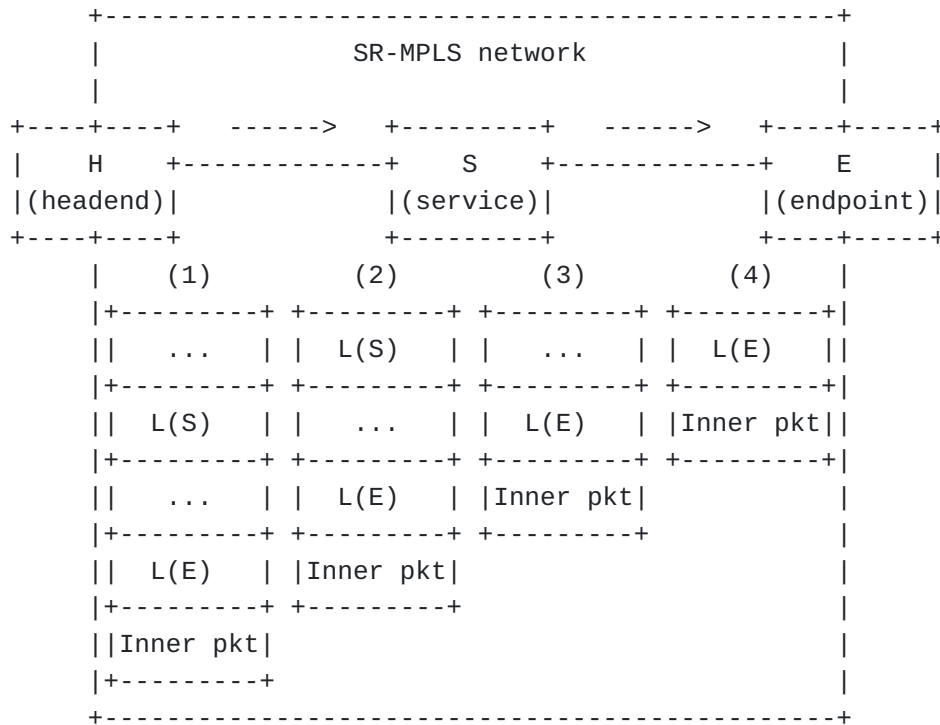 SR-MPLS network
------> ------>
H S E
(headend) (service) (endpoint)
(1) (2) (3) (4)
... L(S) ... L(E)
L(S) ... L(E) Inner pkt
... L(E) Inner pkt
L(E) Inner pkt
Inner pkt